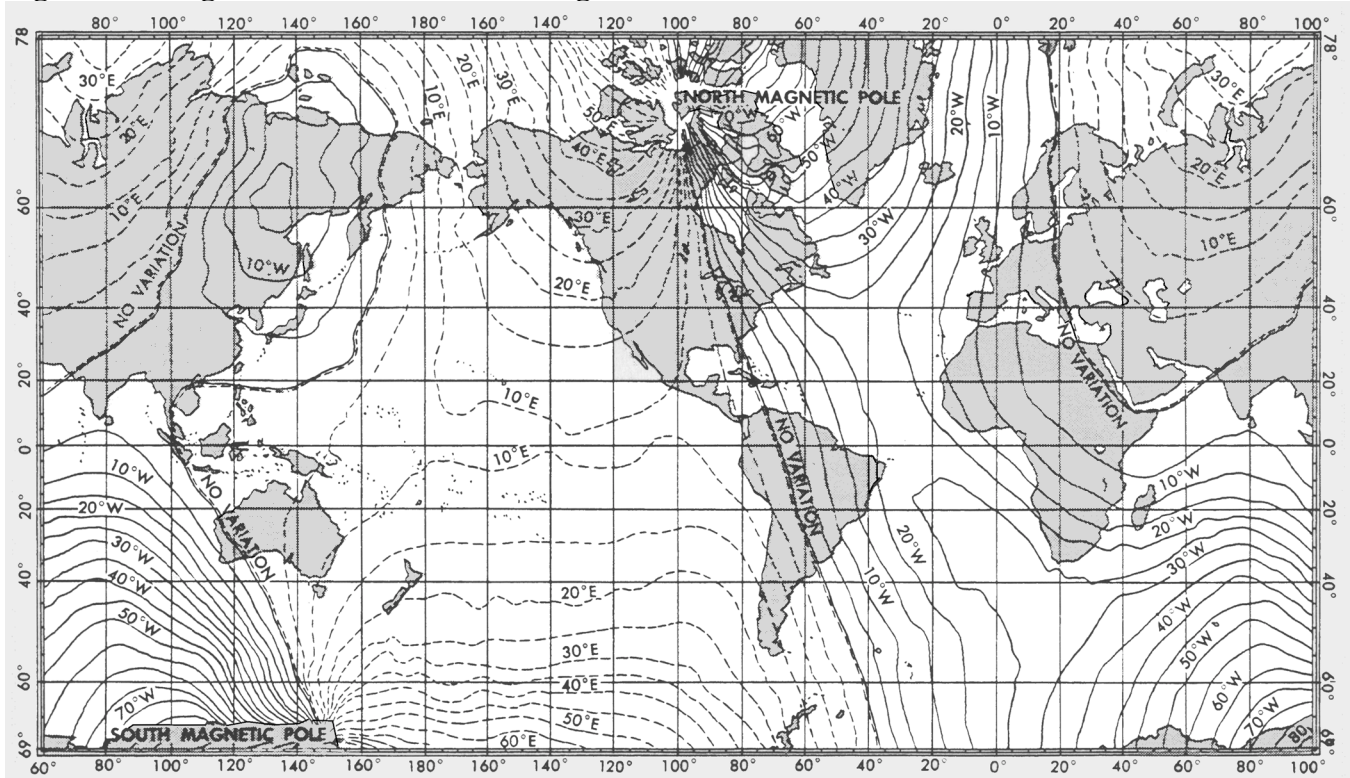 80° 100° 120° 140° 160° 180° 160° 140° 120° 100° 80° 60° 40° 20° 0° 20° 40° 60° 80° 100°
78 78°
30°E 20°E 30°E 20°W 10°W 30°E
NORTH MAGNETIC POLE
10°E 50°E
20°E 40°E 50°W 20°E
40°W
60° 10°E 30°E 30°W 60°
10°E
NO VARIATION 10°W 20°E
40° 40°
NO VARIATION
20° 20°
10°E
0° 10°E NO VARIATION 0°
10°W NO VARIATION 10°W
20° 20°W 20° 
20°W 20°W
30°W 30°W
40° 40°W 10°W 40°
20°E
50°W 40°W
30°E 50°W
60° 40°E 60°
70°W 60°W
50°E 70°W
SOUTH MAGNETIC POLE 60°E 80
69° 69°
60 80° 100° 120° 140° 160° 180° 160° 140° 120° 100° 80° 60° 40° 20° 0° 20° 40° 60° 80° 100°